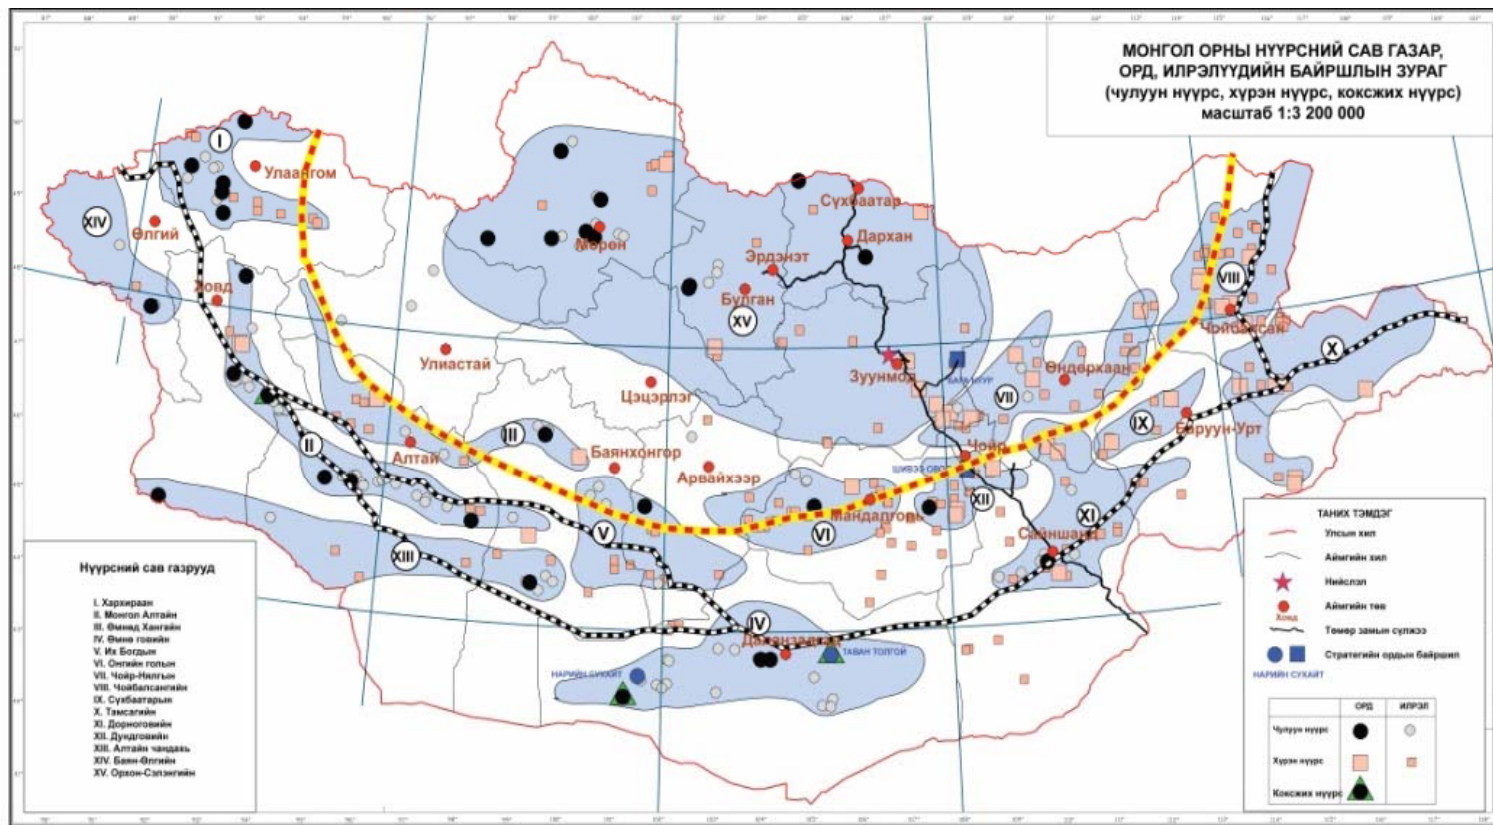 МОНГОЛ ОРНЫ НҮҮРСНИЙ САВ ГАЗАР,
ОРД, ИЛРЭЛҮҮДИЙН БАЙРШЛЫН ЗУРАГ
(чулуун нүүрс, хүрэн нүүрс, коксжих нүүрс)
масштаб 1:3 200 000
I
Улаангом
XIV
Өлгий
Сүхбаатар
Мөрөн
Дархан
Эрдэнэт
Ховд
Булган
XV
VIII
Чойбалсан
Улиастай
X
Зуунмод
Өндөрхаан
Цэцэрлэг
VII
IX
Баруун-Урт
II
III
Алтай
Баянхонгор
Арвайхээр
Чойр
ШИВЭЭ ОВОО
XII
Мандалговь
V
VI
XI
Сайншанд
XIII
IV
Даланзадгад
ТАВАН ТОЛГОЙ
НАРИЙН СУХАЙТ
Нүүрсний сав газрууд
I. Хархираан
II. Монгол Алтайн
III. Өмнөд Хангайн
IV. Өмнө говийн
V. Их Богдын
VI. Онгийн голын
VII. Чойр-Нялгын
VIII. Чойбалсангийн
IX. Сүхбаатарын
X. Тамсагийн
XI. Дорноговийн
XII. Дундговийн
XIII. Алтайн чандахь
XIV. Баян-Өлгийн
XV. Орхон-Сэлэнгийн
ТАНИХ ТЭМДЭГ
Улсын хил
Аймгийн хил
Нийслэл
Аймгийн төв
Ховд
Төмөр замын сүлжээ
Стратегийн ордын байршил
НАРИЙН СУХАЙТ
ОРД
ИЛРЭЛ
Чулуун нүүрс
Хүрэн нүүрс
Коксжих нүүрс